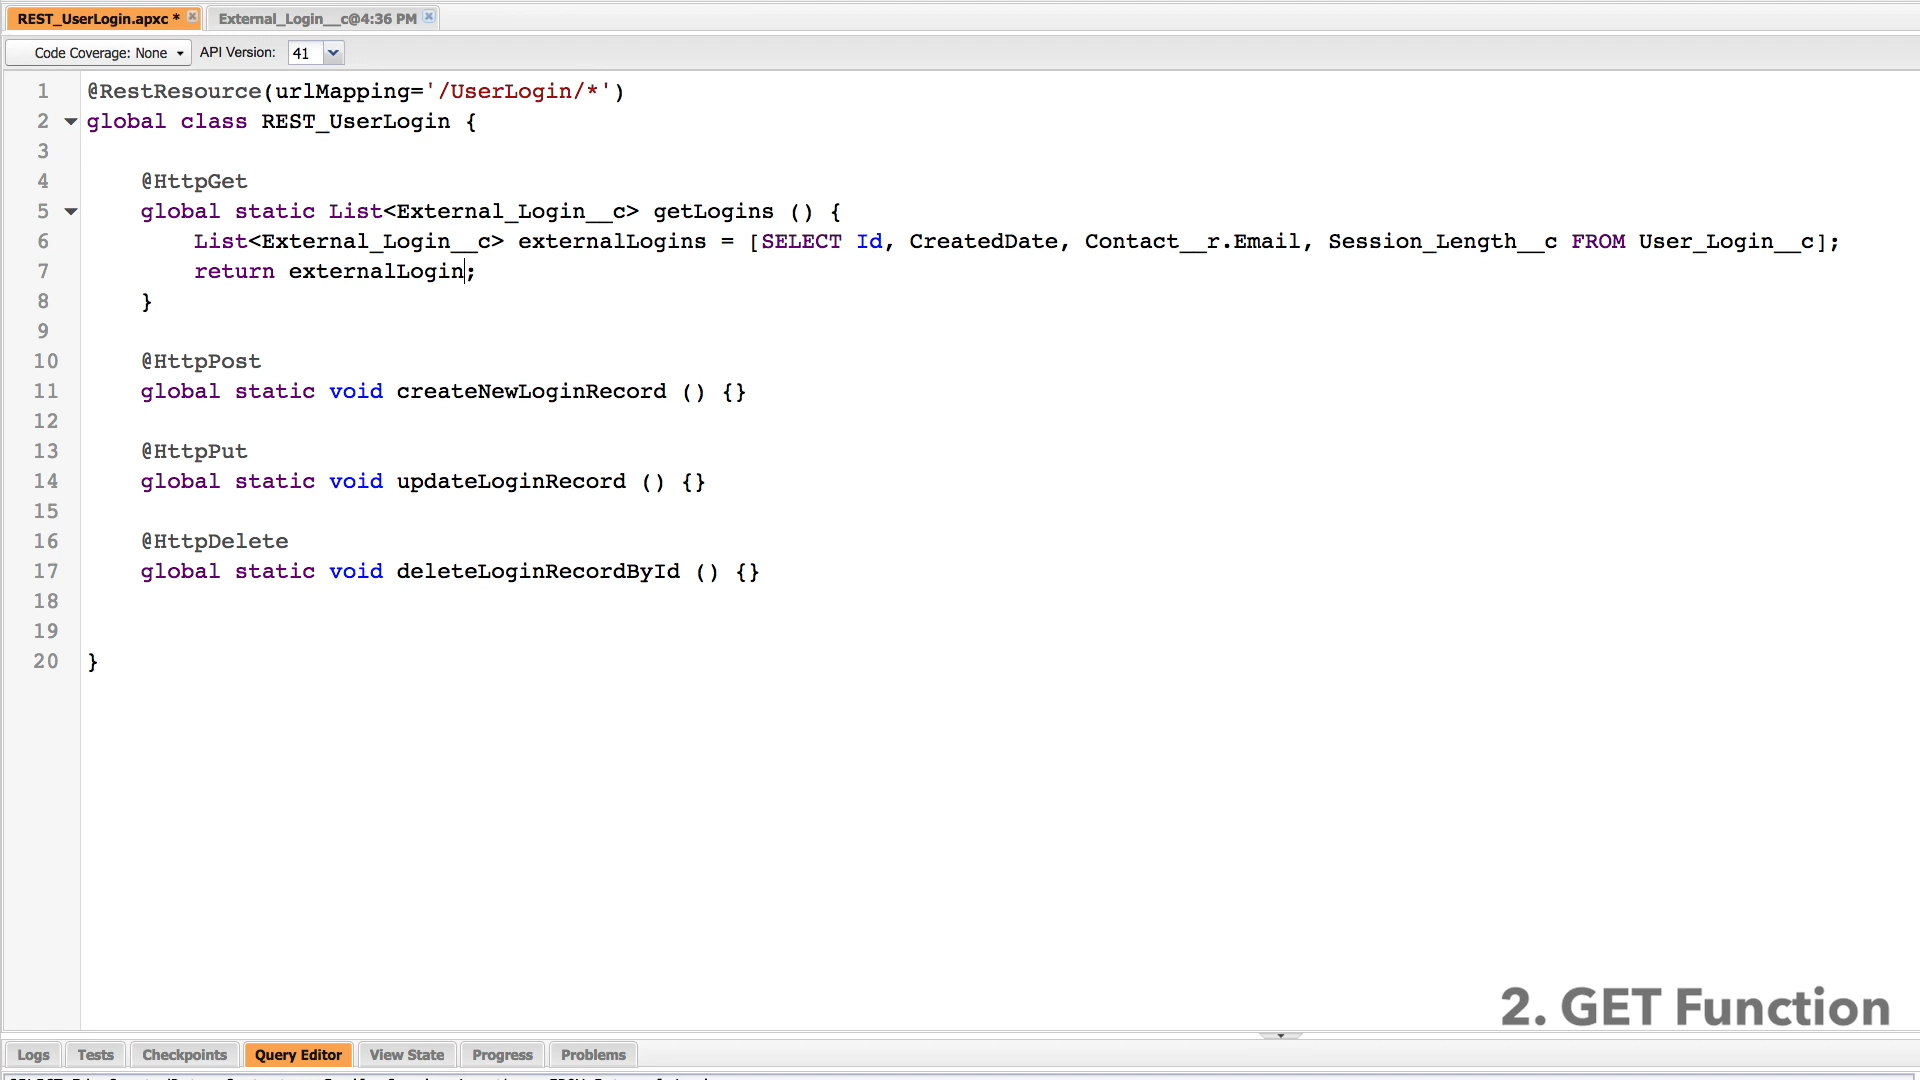 REST_UserLogin.apxc * External_Login__c@4:36 PM
Code Coverage: None API Version: 41
1 @RestResource(urlMapping='/UserLogin/*')
2 global class REST_UserLogin {
3
4 @HttpGet
5 global static List<External_Login__c> getLogins () {
6 List<External_Login__c> externalLogins = [SELECT Id, CreatedDate, Contact__r.Email, Session_Length__c FROM User_Login__c];
7 return externalLogin;
8 }
9
10 @HttpPost
11 global static void createNewLoginRecord () {}
12
13 @HttpPut
14 global static void updateLoginRecord () {}
15
16 @HttpDelete
17 global static void deleteLoginRecordById () {}
18
19
20 }
2. GET Function
Logs Tests Checkpoints Query Editor View State Progress Problems